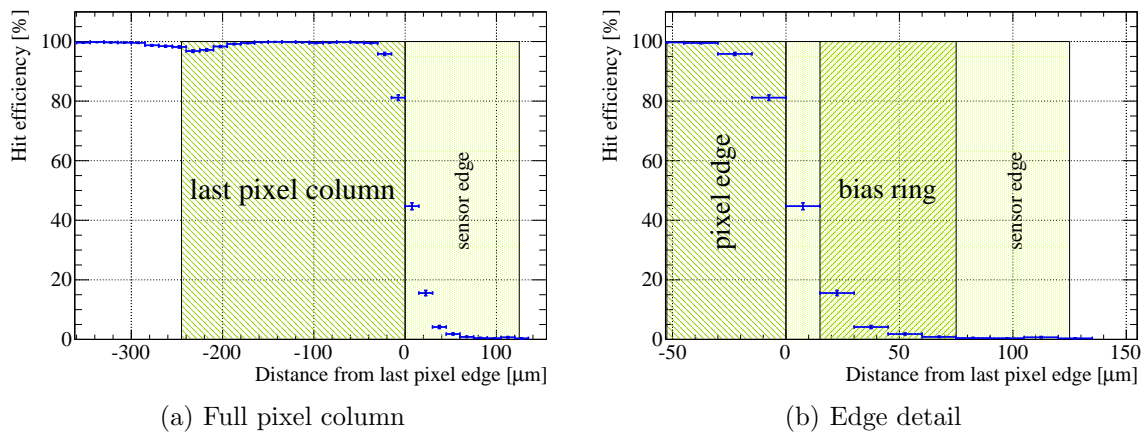 Hit efficiency [%]
100
80
60
40
20
0
last pixel column
sensor edge
-300
-200
-100
0
100
Distance from last pixel edge [μm]
(a) Full pixel column
Hit efficiency [%]
100
80
60
40
20
0
pixel edge
bias ring
sensor edge
-50
0
50
100
150
Distance from last pixel edge [μm]
(b) Edge detail